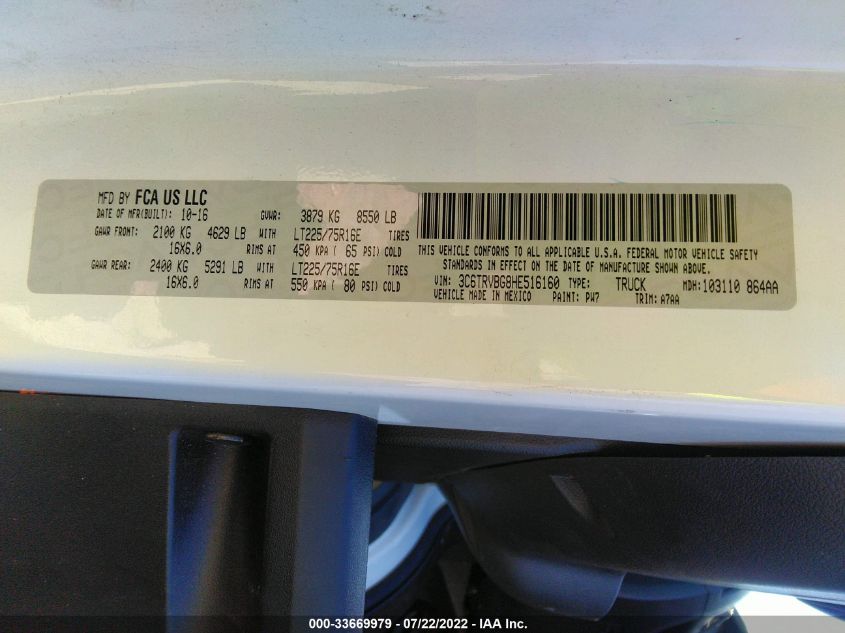 MFD BY FCA US LLC
DATE OF MFR(BUILT): 10-16 GVWR: 3879 KG 8550 LB
GAWR FRONT: 2100 KG 4629 LB WITH LT225/75R16E TIRES
16X6.0 RIMS AT 450 KPA ( 65 PSI) COLD
GAWR REAR: 2400 KG 5291 LB WITH LT225/75R16E TIRES
16X6.0 RIMS AT 550 KPA ( 80 PSI) COLD
THIS VEHICLE CONFORMS TO ALL APPLICABLE U.S.A. FEDERAL MOTOR VEHICLE SAFETY
STANDARDS IN EFFECT ON THE DATE OF MANUFACTURE SHOWN ABOVE.
VIN: 3C6TRVBG8HE516160 TYPE: TRUCK MDH: 103110 864AA
VEHICLE MADE IN MEXICO PAINT: PW7 TRIM: A7AA
000-33669979 / 07/22/2022 - IAA Inc.